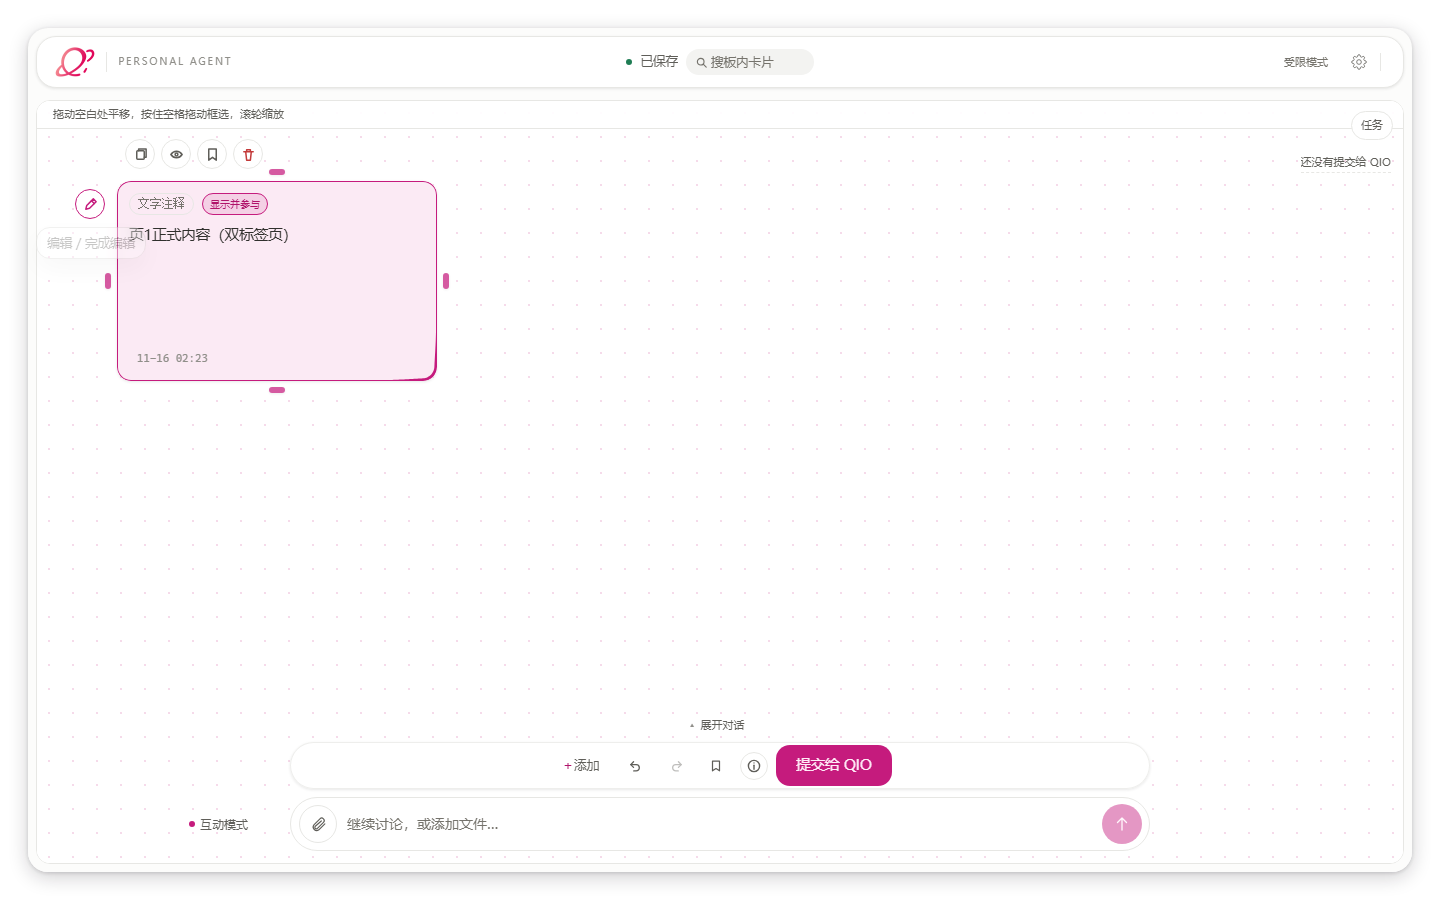 PERSONAL AGENT
已保存
搜板内卡片
受限模式
拖动空白处平移，按住空格拖动框选，滚轮缩放
任务
还没有提交给 QIO
文字注释
显示并参与
编辑 / 完成编辑
页1正式内容（双标签页）
11-16 02:23
展开对话
+添加
提交给 QIO
互动模式
继续讨论，或添加文件...